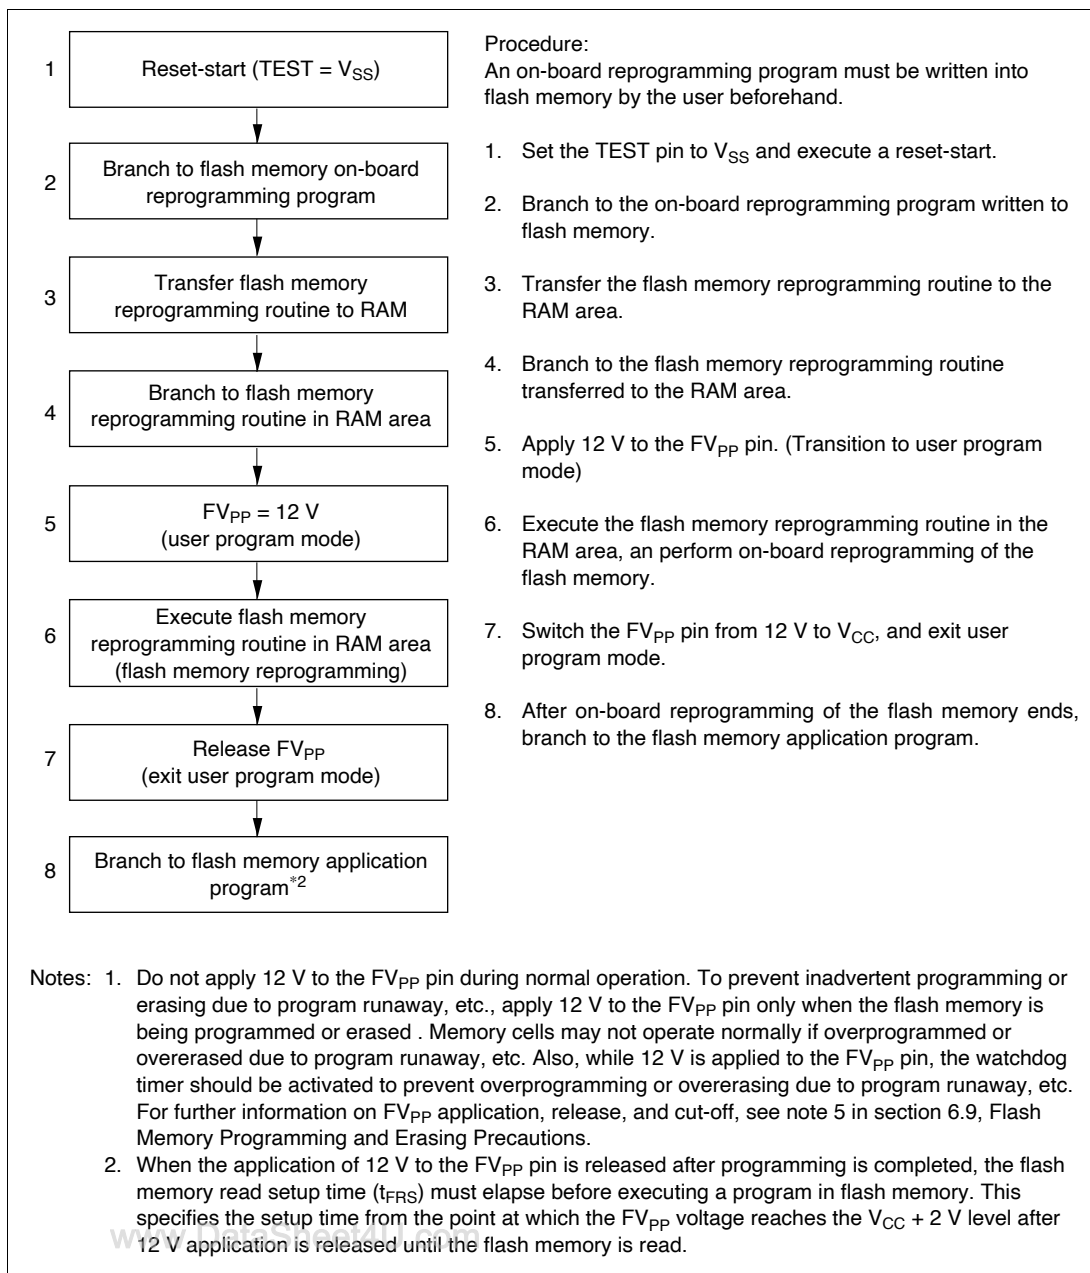 1
Reset-start (TEST = VSS)
2
Branch to flash memory on-board
reprogramming program
3
Transfer flash memory
reprogramming routine to RAM
4
Branch to flash memory
reprogramming routine in RAM area
5
FVPP = 12 V
(user program mode)
6
Execute flash memory
reprogramming routine in RAM area
(flash memory reprogramming)
7
Release FVPP
(exit user program mode)
8
Branch to flash memory application
program*2
Procedure:
An on-board reprogramming program must be written into
flash memory by the user beforehand.
1. Set the TEST pin to VSS and execute a reset-start.
2. Branch to the on-board reprogramming program written to
flash memory.
3. Transfer the flash memory reprogramming routine to the
RAM area.
4. Branch to the flash memory reprogramming routine
transferred to the RAM area.
5. Apply 12 V to the FVPP pin. (Transition to user program
mode)
6. Execute the flash memory reprogramming routine in the
RAM area, an perform on-board reprogramming of the
flash memory.
7. Switch the FVPP pin from 12 V to VCC, and exit user
program mode.
8. After on-board reprogramming of the flash memory ends,
branch to the flash memory application program.
Notes: 1. Do not apply 12 V to the FVPP pin during normal operation. To prevent inadvertent programming or
erasing due to program runaway, etc., apply 12 V to the FVPP pin only when the flash memory is
being programmed or erased . Memory cells may not operate normally if overprogrammed or
overerased due to program runaway, etc. Also, while 12 V is applied to the FVPP pin, the watchdog
timer should be activated to prevent overprogramming or overerasing due to program runaway, etc.
For further information on FVPP application, release, and cut-off, see note 5 in section 6.9, Flash
Memory Programming and Erasing Precautions.
2. When the application of 12 V to the FVPP pin is released after programming is completed, the flash
memory read setup time (tFRS) must elapse before executing a program in flash memory. This
specifies the setup time from the point at which the FVPP voltage reaches the VCC + 2 V level after
12 V application is released until the flash memory is read.
www.DataSheet4U.com